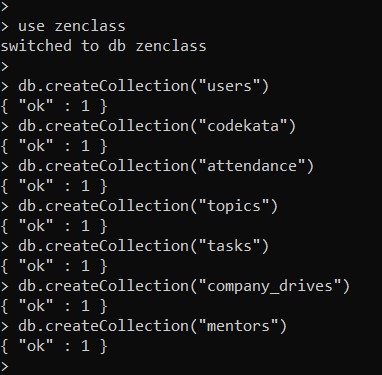 >
> use zenclass
switched to db zenclass
>
> db.createCollection("users")
{ "ok" : 1 }
> db.createCollection("codekata")
{ "ok" : 1 }
> db.createCollection("attendance")
{ "ok" : 1 }
> db.createCollection("topics")
{ "ok" : 1 }
> db.createCollection("tasks")
{ "ok" : 1 }
> db.createCollection("company_drives")
{ "ok" : 1 }
> db.createCollection("mentors")
{ "ok" : 1 }
>